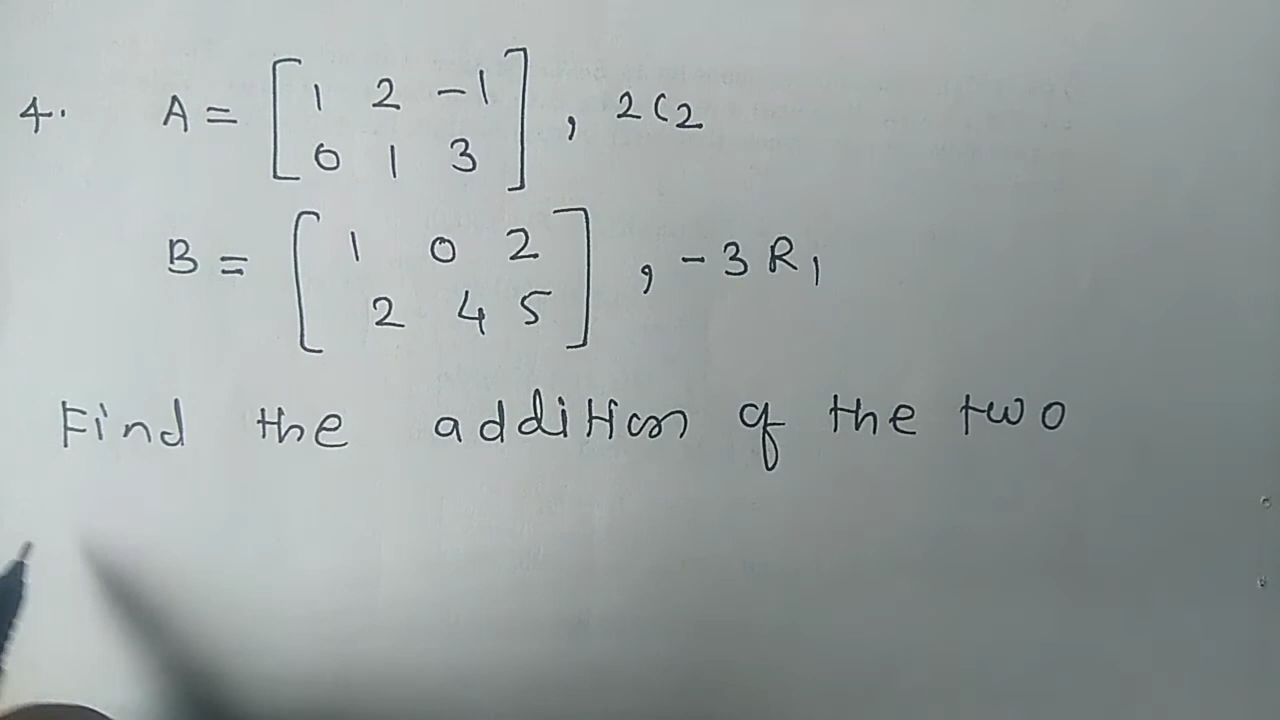 4. A = [ 1 2 -1 ] , 2C2
[ 0 1 3 ]
B = [ 1 0 2 ] , -3R1
[ 2 4 5 ]
Find the addition of the two